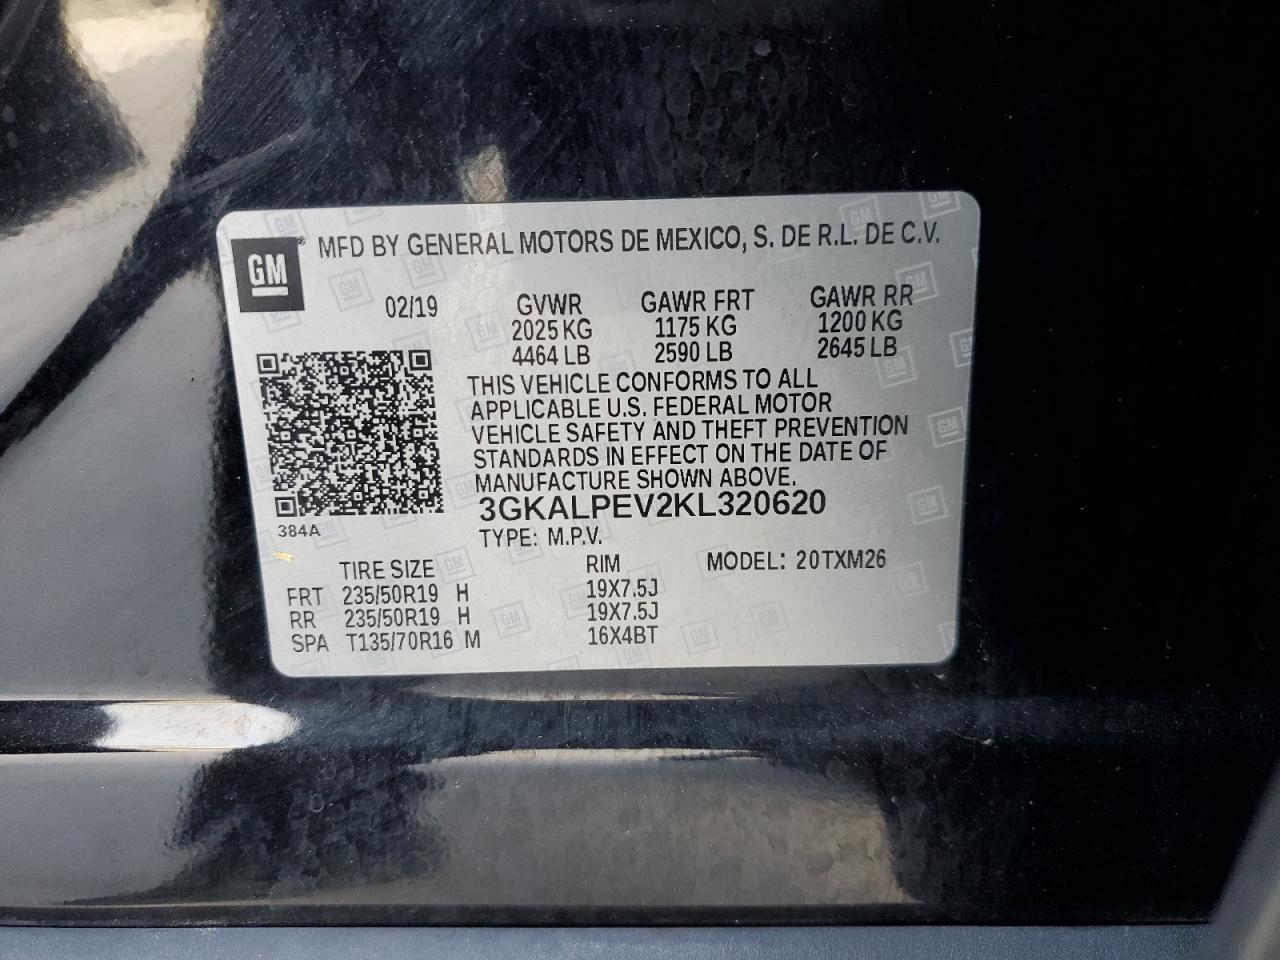 GM ® MFD BY GENERAL MOTORS DE MEXICO, S. DE R.L. DE C.V.
02/19 GVWR GAWR FRT GAWR RR
2025 KG 1175 KG 1200 KG
4464 LB 2590 LB 2645 LB
THIS VEHICLE CONFORMS TO ALL
APPLICABLE U.S. FEDERAL MOTOR
VEHICLE SAFETY AND THEFT PREVENTION
STANDARDS IN EFFECT ON THE DATE OF
MANUFACTURE SHOWN ABOVE.
3GKALPEV2KL320620
384A
TYPE: M.P.V.
TIRE SIZE RIM MODEL: 20TXM26
FRT 235/50R19 H 19X7.5J
RR 235/50R19 H 19X7.5J
SPA T135/70R16 M 16X4BT